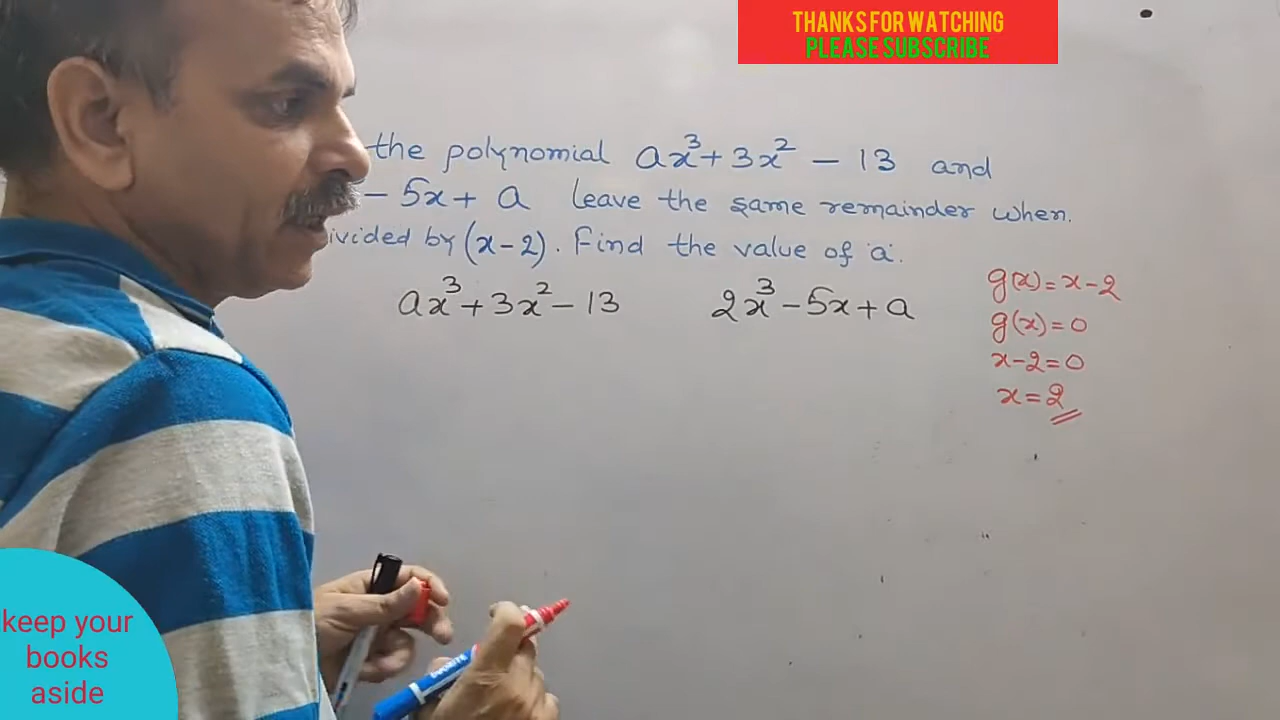 THANKS FOR WATCHING
PLEASE SUBSCRIBE
the polynomial ax³ + 3x² - 13 and
- 5x + a leave the same remainder when.
ivided by (x-2). Find the value of a.
ax³ + 3x² - 13
2x³ - 5x + a
g(x) = x - 2
g(x) = 0
x - 2 = 0
x = 2
keep your
books
aside